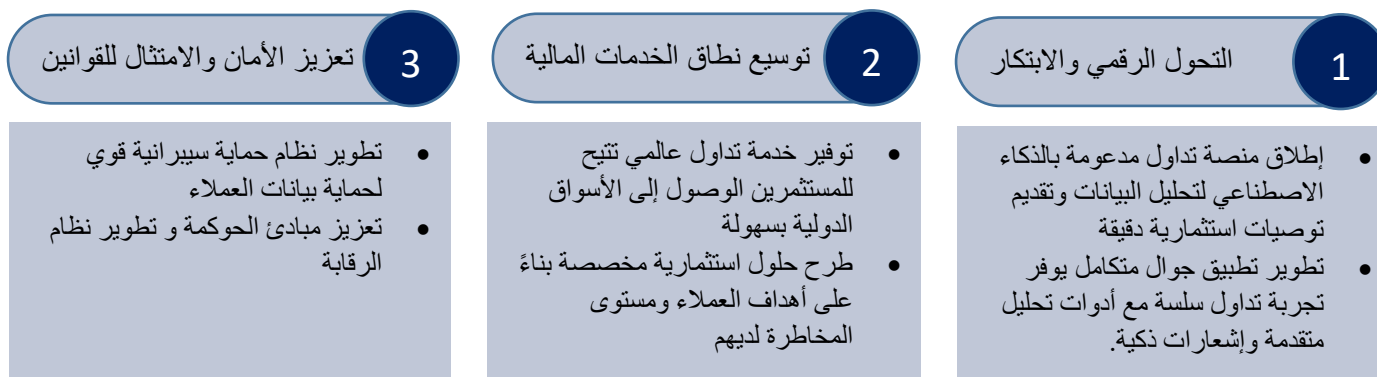 1
التحول الرقمي والابتكار
• إطلاق منصة تداول مدعومة بالذكاء
الاصطناعي لتحليل البيانات وتقديم
توصيات استثمارية دقيقة
• تطوير تطبيق جوال متكامل يوفر
تجربة تداول سلسة مع أدوات تحليل
متقدمة وإشعارات ذكية.
2
توسيع نطاق الخدمات المالية
• توفير خدمة تداول عالمي تتيح
للمستثمرين الوصول إلى الأسواق
الدولية بسهولة
• طرح حلول استثمارية مخصصة بناءً
على أهداف العملاء ومستوى
المخاطرة لديهم
3
تعزيز الأمان والامتثال للقوانين
• تطوير نظام حماية سيبرانية قوي
لحماية بيانات العملاء
• تعزيز مبادئ الحوكمة و تطوير نظام
الرقابة